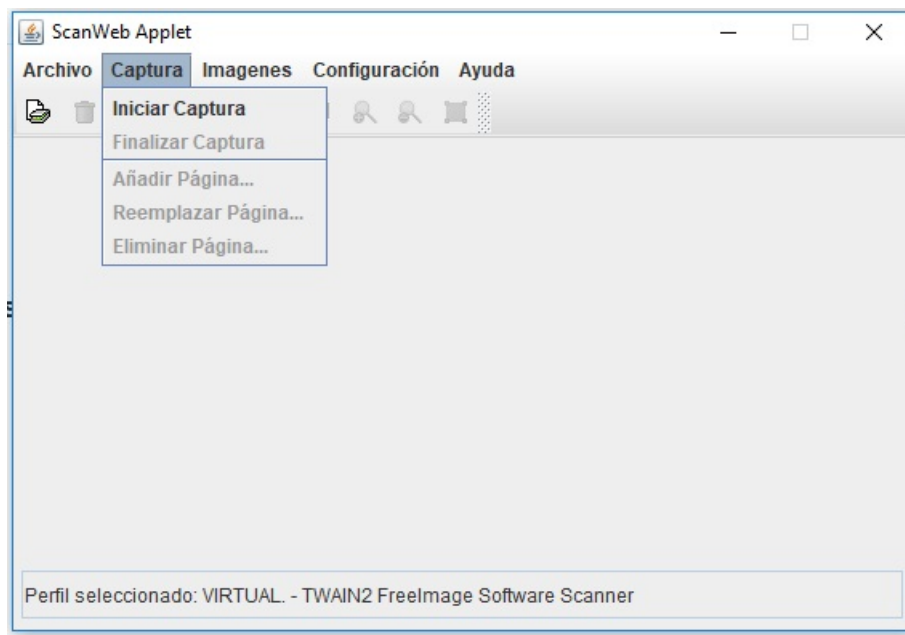 ScanWeb Applet
Archivo Captura Imagenes Configuración Ayuda
Iniciar Captura
Finalizar Captura
Añadir Página...
Reemplazar Página...
Eliminar Página...
Perfil seleccionado: VIRTUAL. - TWAIN2 FreeImage Software Scanner